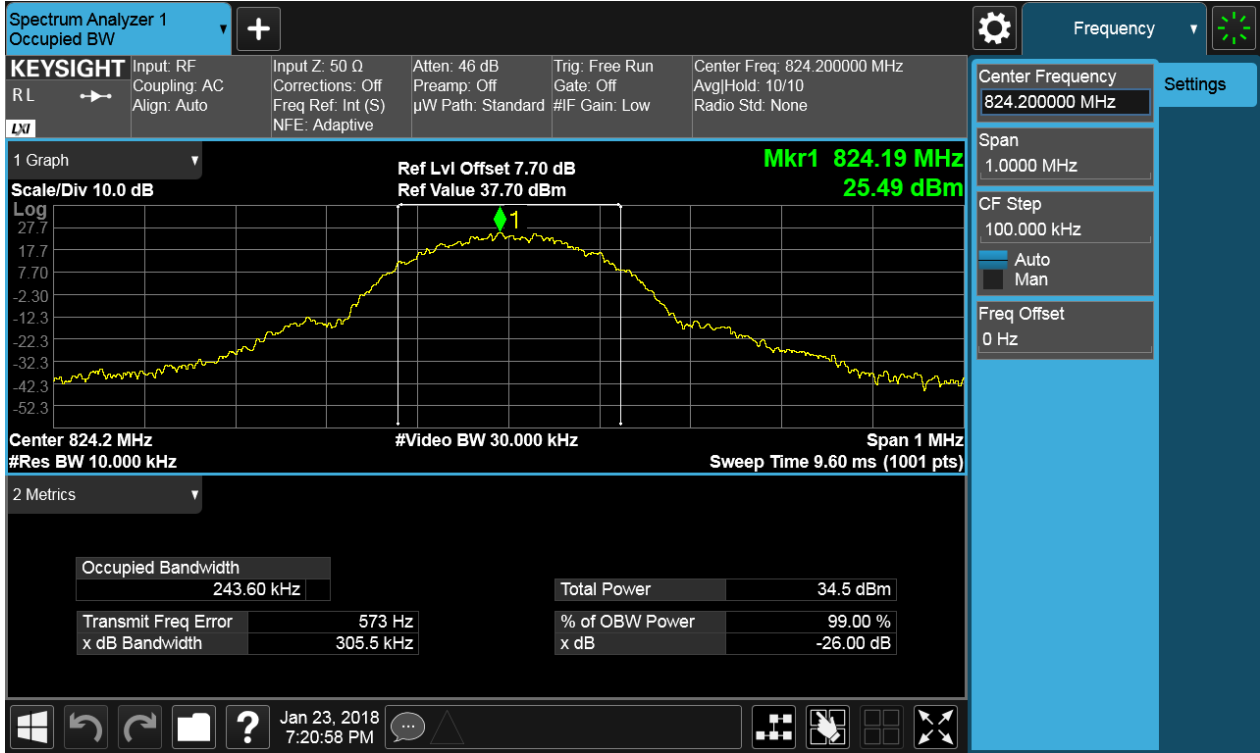 Spectrum Analyzer 1
Occupied BW
▼
+
Frequency
▼
KEYSIGHT
RL
LXI
Input: RF
Coupling: AC
Align: Auto
Input Z: 50 Ω
Corrections: Off
Freq Ref: Int (S)
NFE: Adaptive
Atten: 46 dB
Preamp: Off
µW Path: Standard
Trig: Free Run
Gate: Off
#IF Gain: Low
Center Freq: 824.200000 MHz
Avg|Hold: 10/10
Radio Std: None
Center Frequency
824.200000 MHz
Settings
Span
1.0000 MHz
CF Step
100.000 kHz
Auto
Man
Freq Offset
0 Hz
1 Graph
▼
Scale/Div 10.0 dB
Ref Lvl Offset 7.70 dB
Ref Value 37.70 dBm
Mkr1 824.19 MHz
25.49 dBm
Log
1
27.7
17.7
7.70
-2.30
-12.3
-22.3
-32.3
-42.3
-52.3
Center 824.2 MHz
#Video BW 30.000 kHz
Span 1 MHz
#Res BW 10.000 kHz
Sweep Time 9.60 ms (1001 pts)
2 Metrics
▼
Occupied Bandwidth
243.60 kHz
Total Power 34.5 dBm
Transmit Freq Error 573 Hz
% of OBW Power 99.00 %
x dB Bandwidth 305.5 kHz
x dB -26.00 dB
?
Jan 23, 2018
7:20:58 PM